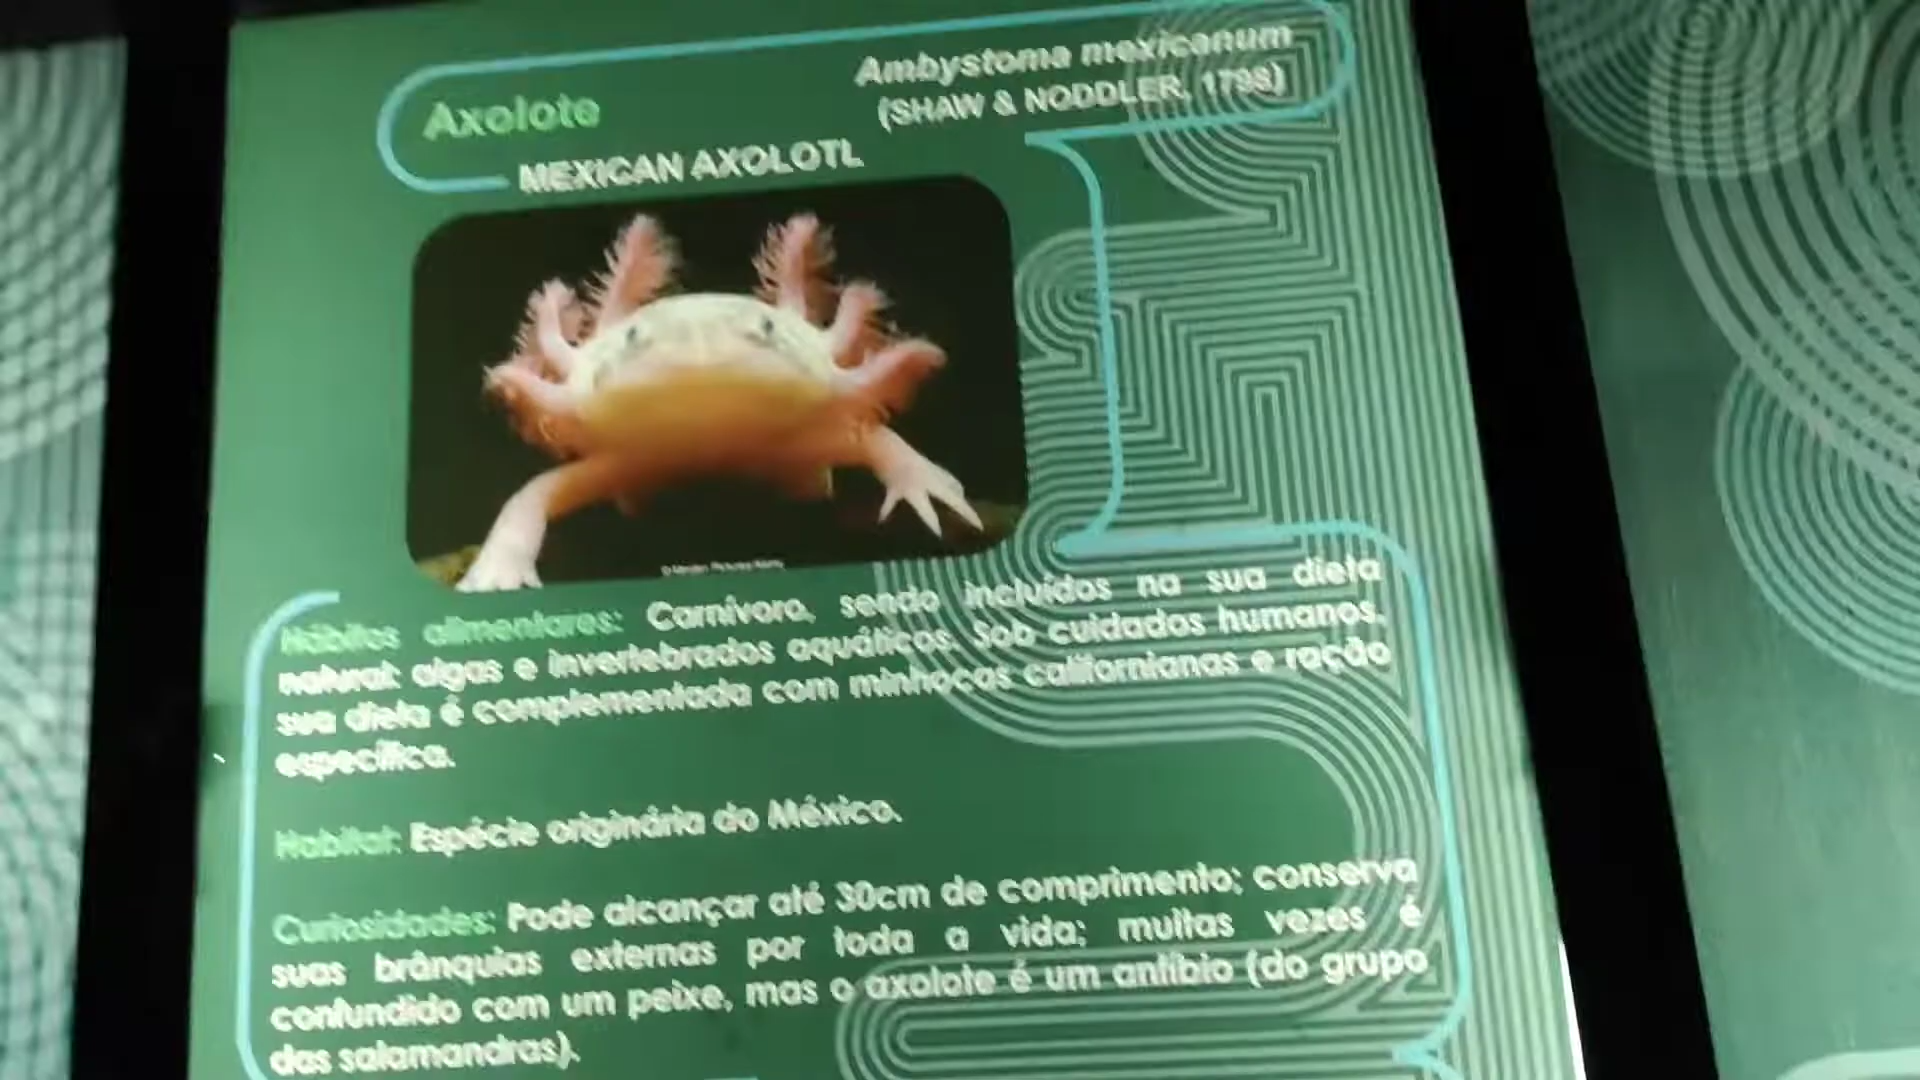 Axolote
Ambystoma mexicanum
(SHAW & NODDLER, 1798)
MEXICAN AXOLOTL
Hábitos alimentares: Carnívoro, sendo incluídos na sua dieta
natural: algas e invertebrados aquáticos. Sob cuidados humanos,
sua dieta é complementada com minhocas californianas e ração
específica.
Habitat: Espécie originária do México.
Curiosidades: Pode alcançar até 30cm de comprimento; conserva
suas brânquias externas por toda a vida; muitas vezes é
confundido com um peixe, mas o axolote é um anfíbio (do grupo
das salamandras).